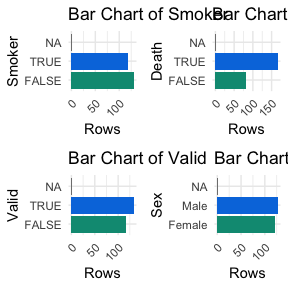 Bar Chart of Smoker
Smoker
NA
TRUE
FALSE
0 50 100
Rows
Bar Chart
Death
NA
TRUE
FALSE
0 50 100 150
Rows
Bar Chart of Valid
Valid
NA
TRUE
FALSE
0 50 100
Rows
Bar Chart
Sex
NA
Male
Female
0 50 100
Rows